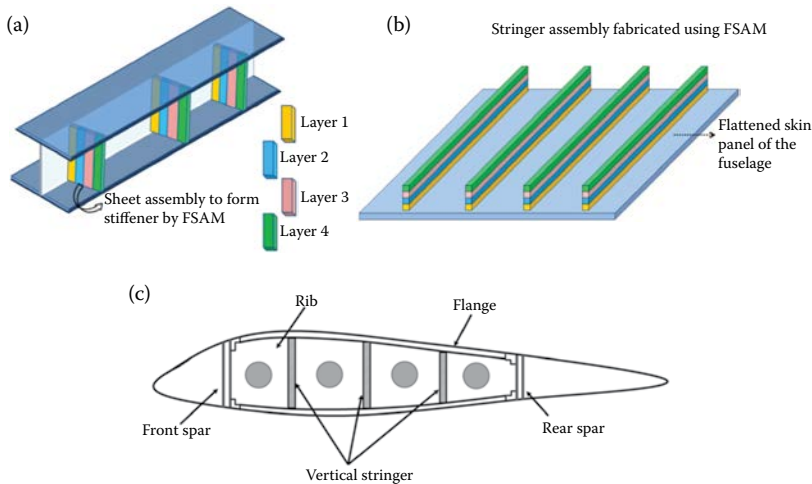 (a)
Layer 1
Layer 2
Layer 3
Layer 4
Sheet assembly to form
stiffener by FSAM
(b)
Stringer assembly fabricated using FSAM
Flattened skin
panel of the
fuselage
(c)
Rib
Flange
Front spar
Vertical stringer
Rear spar